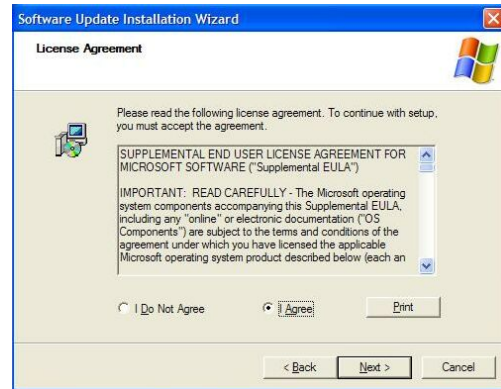 Software Update Installation Wizard
License Agreement
Please read the following license agreement. To continue with setup,
you must accept the agreement.
SUPPLEMENTAL END USER LICENSE AGREEMENT FOR
MICROSOFT SOFTWARE ("Supplemental EULA")
IMPORTANT: READ CAREFULLY - The Microsoft operating
system components accompanying this Supplemental EULA,
including any "online" or electronic documentation ("OS
Components") are subject to the terms and conditions of the
agreement under which you have licensed the applicable
Microsoft operating system product described below (each an
I Do Not Agree I Agree Print
< Back Next > Cancel